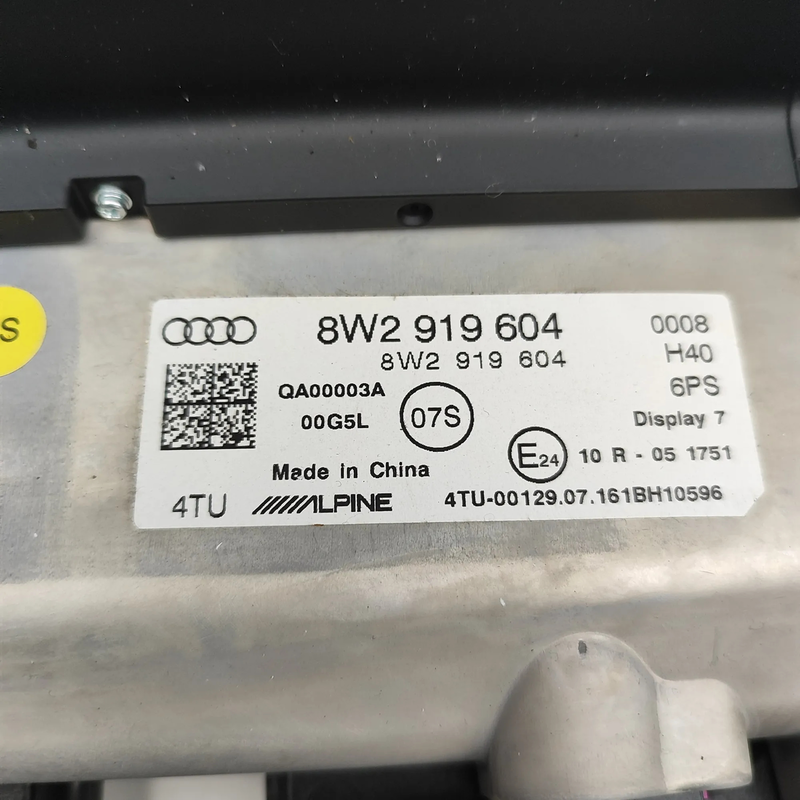 S
8W2 919 604
8W2 919 604
0008
H40
QA00003A
6PS
00G5L
07S
Display 7
E24
10 R - 05 1751
Made in China
4TU
ALPINE
4TU-00129.07.161BH10596